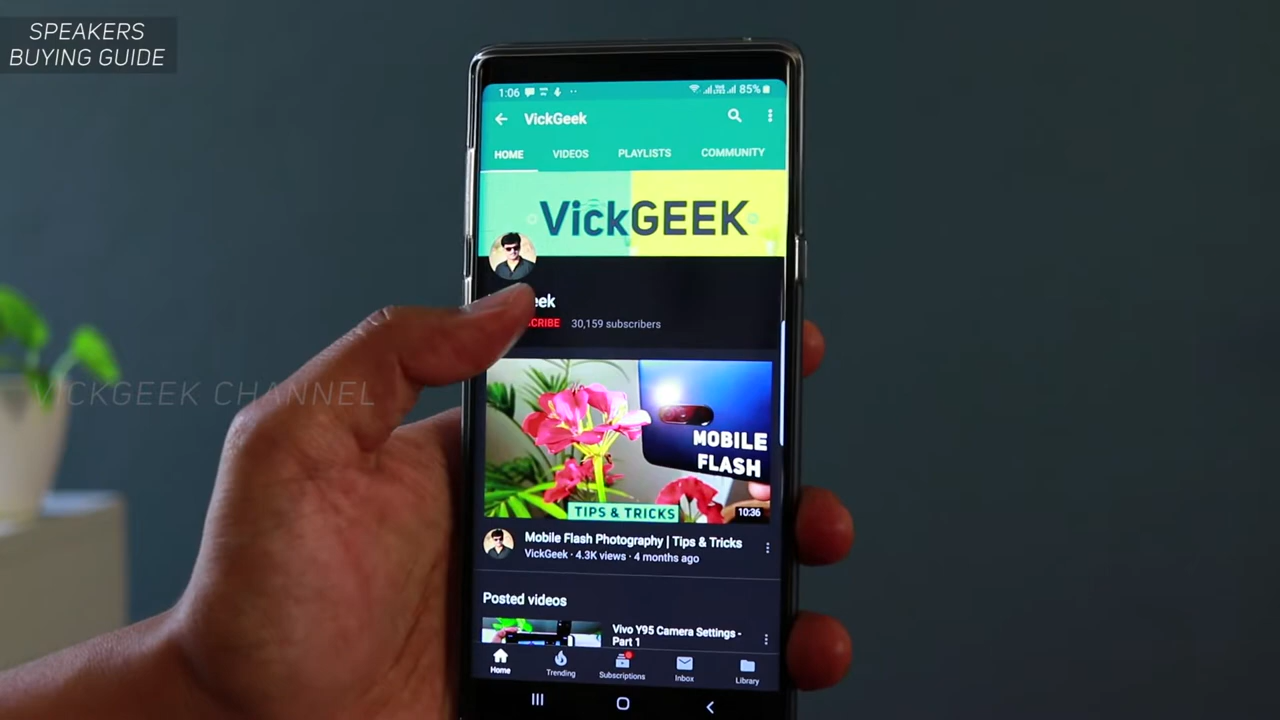 SPEAKERS
BUYING GUIDE
1:06
85%
VickGeek
HOME VIDEOS PLAYLISTS COMMUNITY
VickGEEK
eek
CRIBE 30,159 subscribers
VICKGEEK CHANNEL
MOBILE
FLASH
TIPS & TRICKS
10:36
Mobile Flash Photography | Tips & Tricks
VickGeek · 4.3K views · 4 months ago
Posted videos
Vivo Y95 Camera Settings -
Part 1
Home Trending Subscriptions Inbox Library